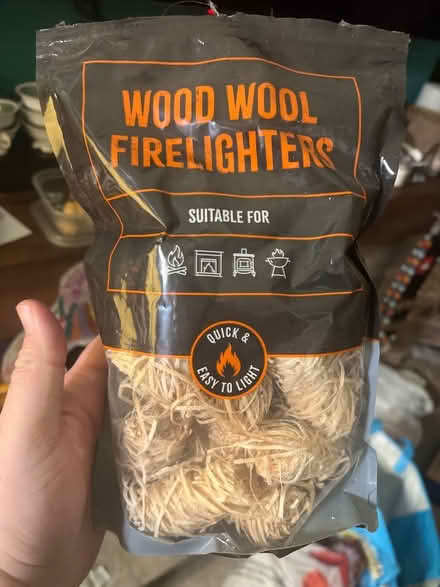 WOOD WOOL
FIRELIGHTERS
SUITABLE FOR
QUICK &
EASY TO LIGHT